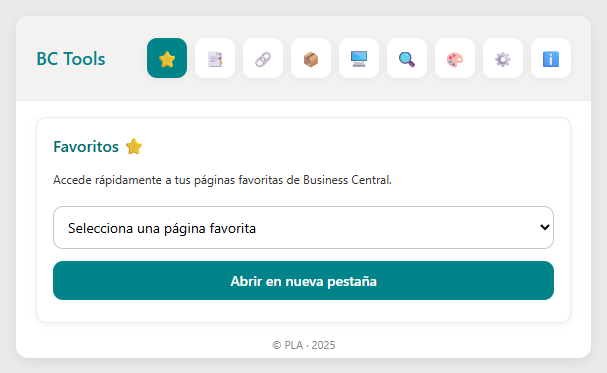 BC Tools
Favoritos ⭐
Accede rápidamente a tus páginas favoritas de Business Central.
Selecciona una página favorita
Abrir en nueva pestaña
© PLA · 2025